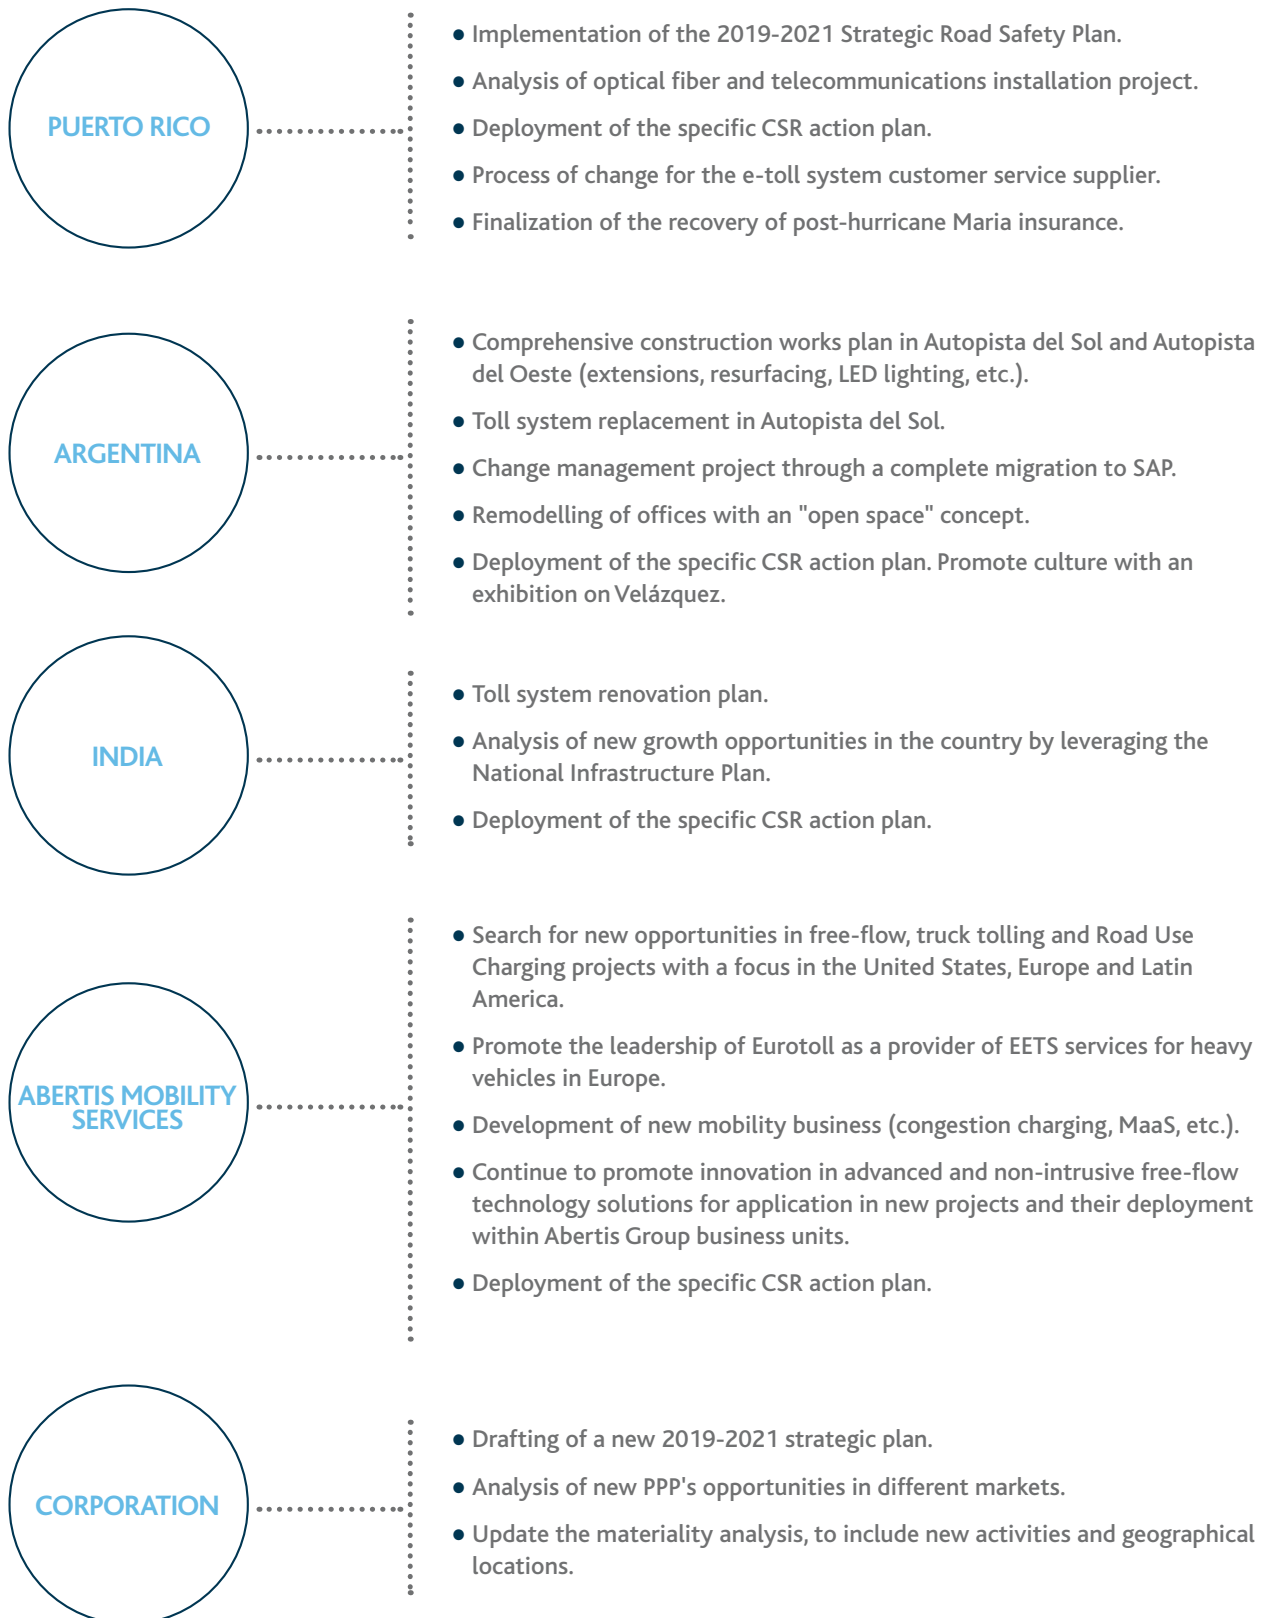 PUERTO RICO
● Implementation of the 2019-2021 Strategic Road Safety Plan.
● Analysis of optical fiber and telecommunications installation project.
● Deployment of the specific CSR action plan.
● Process of change for the e-toll system customer service supplier.
● Finalization of the recovery of post-hurricane Maria insurance.
ARGENTINA
● Comprehensive construction works plan in Autopista del Sol and Autopista
del Oeste (extensions, resurfacing, LED lighting, etc.).
● Toll system replacement in Autopista del Sol.
● Change management project through a complete migration to SAP.
● Remodelling of offices with an "open space" concept.
● Deployment of the specific CSR action plan. Promote culture with an
exhibition on Velázquez.
INDIA
● Toll system renovation plan.
● Analysis of new growth opportunities in the country by leveraging the
National Infrastructure Plan.
● Deployment of the specific CSR action plan.
ABERTIS MOBILITY
SERVICES
● Search for new opportunities in free-flow, truck tolling and Road Use
Charging projects with a focus in the United States, Europe and Latin
America.
● Promote the leadership of Eurotoll as a provider of EETS services for heavy
vehicles in Europe.
● Development of new mobility business (congestion charging, MaaS, etc.).
● Continue to promote innovation in advanced and non-intrusive free-flow
technology solutions for application in new projects and their deployment
within Abertis Group business units.
● Deployment of the specific CSR action plan.
CORPORATION
● Drafting of a new 2019-2021 strategic plan.
● Analysis of new PPP's opportunities in different markets.
● Update the materiality analysis, to include new activities and geographical
locations.